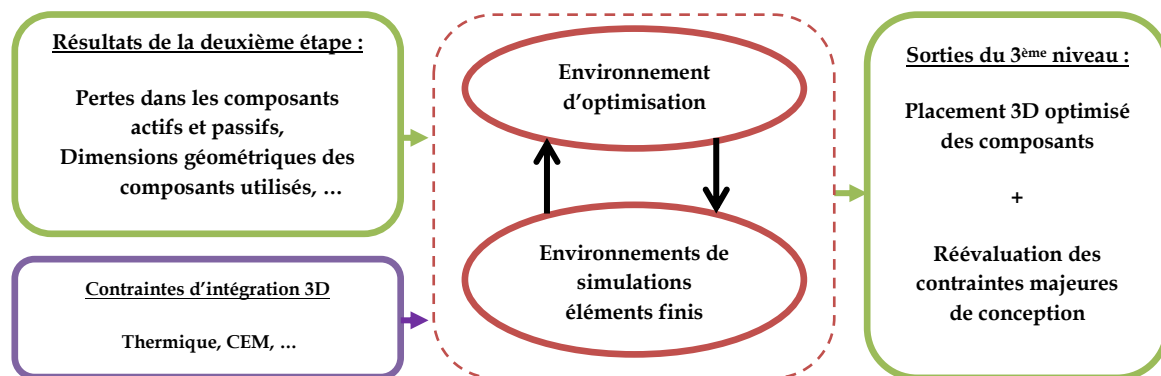 Résultats de la deuxième étape :
Pertes dans les composants
actifs et passifs,
Dimensions géométriques des
composants utilisés, …
Contraintes d'intégration 3D
Thermique, CEM, …
Environnement
d'optimisation
Environnements de
simulations
éléments finis
Sorties du 3ème niveau :
Placement 3D optimisé
des composants
+
Réévaluation des
contraintes majeures
de conception